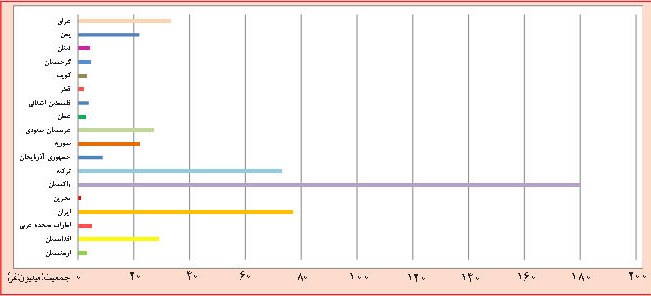 عراق
یمن
لبنان
گرجستان
کویت
قطر
فلسطین اشغالی
عمان
عربستان سعودی
سوریه
جمهوری آذربایجان
ترکیه
پاکستان
بحرین
ایران
امارات متحده عربی
افغانستان
ارمنستان
جمعیت(میلیون‌نفر) ۰ ۲۰ ۴۰ ۶۰ ۸۰ ۱۰۰ ۱۲۰ ۱۴۰ ۱۶۰ ۱۸۰ ۲۰۰